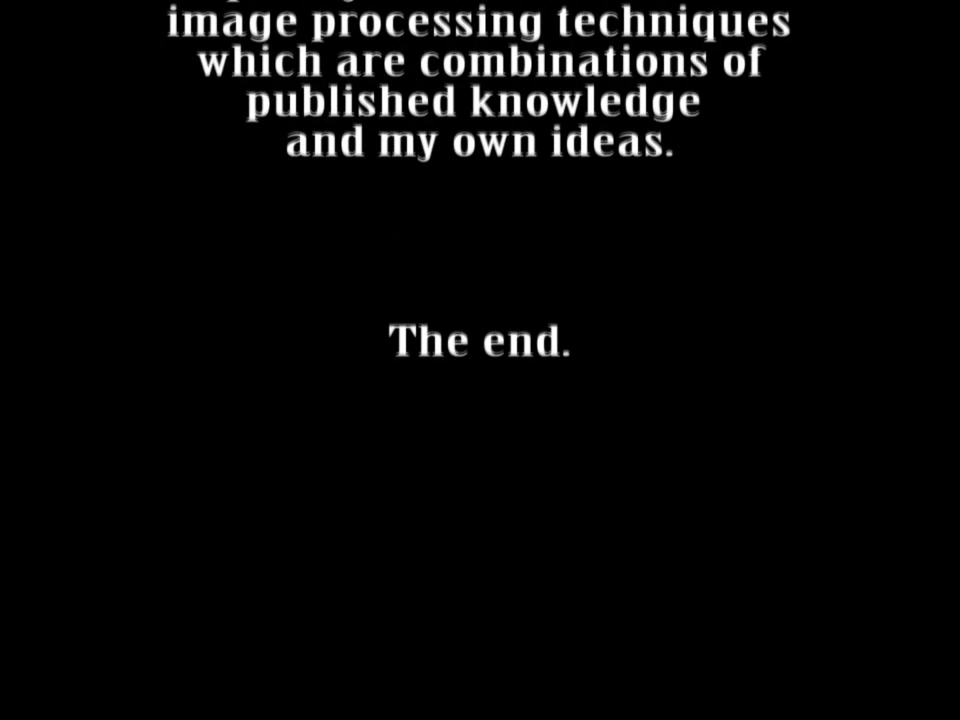 image processing techniques
which are combinations of
published knowledge
and my own ideas.
The end.